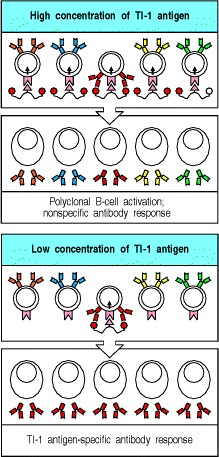 High concentration of TI-1 antigen
Polyclonal B-cell activation;
nonspecific antibody response
Low concentration of TI-1 antigen
TI-1 antigen-specific antibody response